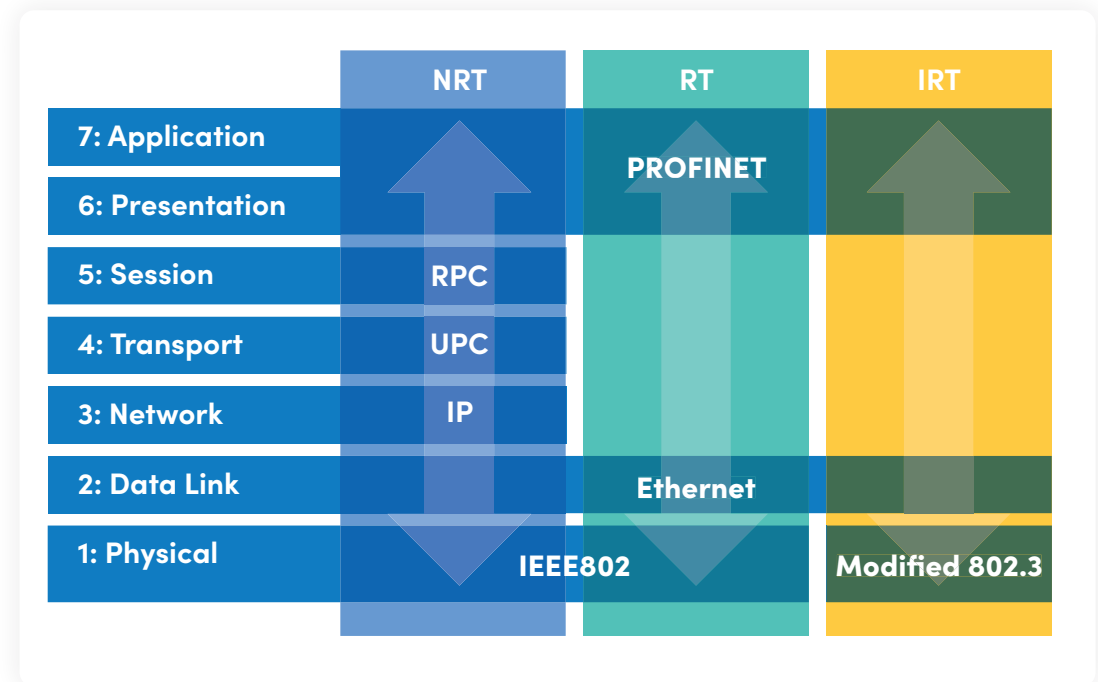 NRT
RT
IRT
7: Application
PROFINET
6: Presentation
5: Session
RPC
4: Transport
UPC
3: Network
IP
2: Data Link
Ethernet
1: Physical
IEEE802
Modified 802.3